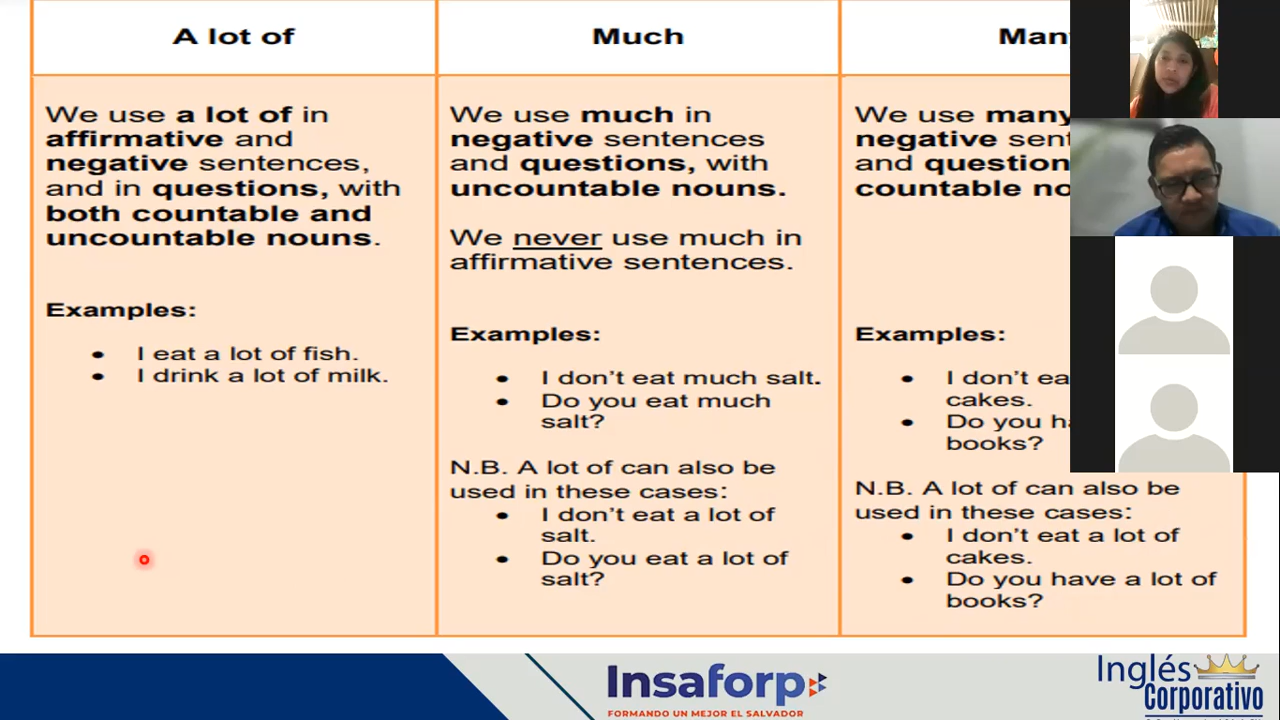 A lot of
We use a lot of in
affirmative and
negative sentences,
and in questions, with
both countable and
uncountable nouns.
Examples:
• I eat a lot of fish.
• I drink a lot of milk.
Much
We use much in
negative sentences
and questions, with
uncountable nouns.
We never use much in
affirmative sentences.
Examples:
• I don’t eat much salt.
• Do you eat much
salt?
N.B. A lot of can also be
used in these cases:
• I don’t eat a lot of
salt.
• Do you eat a lot of
salt?
We use many
negative
and
countable
Examples:
• I don’t
cakes.
• Do you
books?
N.B. A lot of can also be
used in these cases:
• I don’t eat a lot of
cakes.
• Do you have a lot of
books?
Insaforp
FORMANDO UN MEJOR EL SALVADOR
Inglés
Corporativo